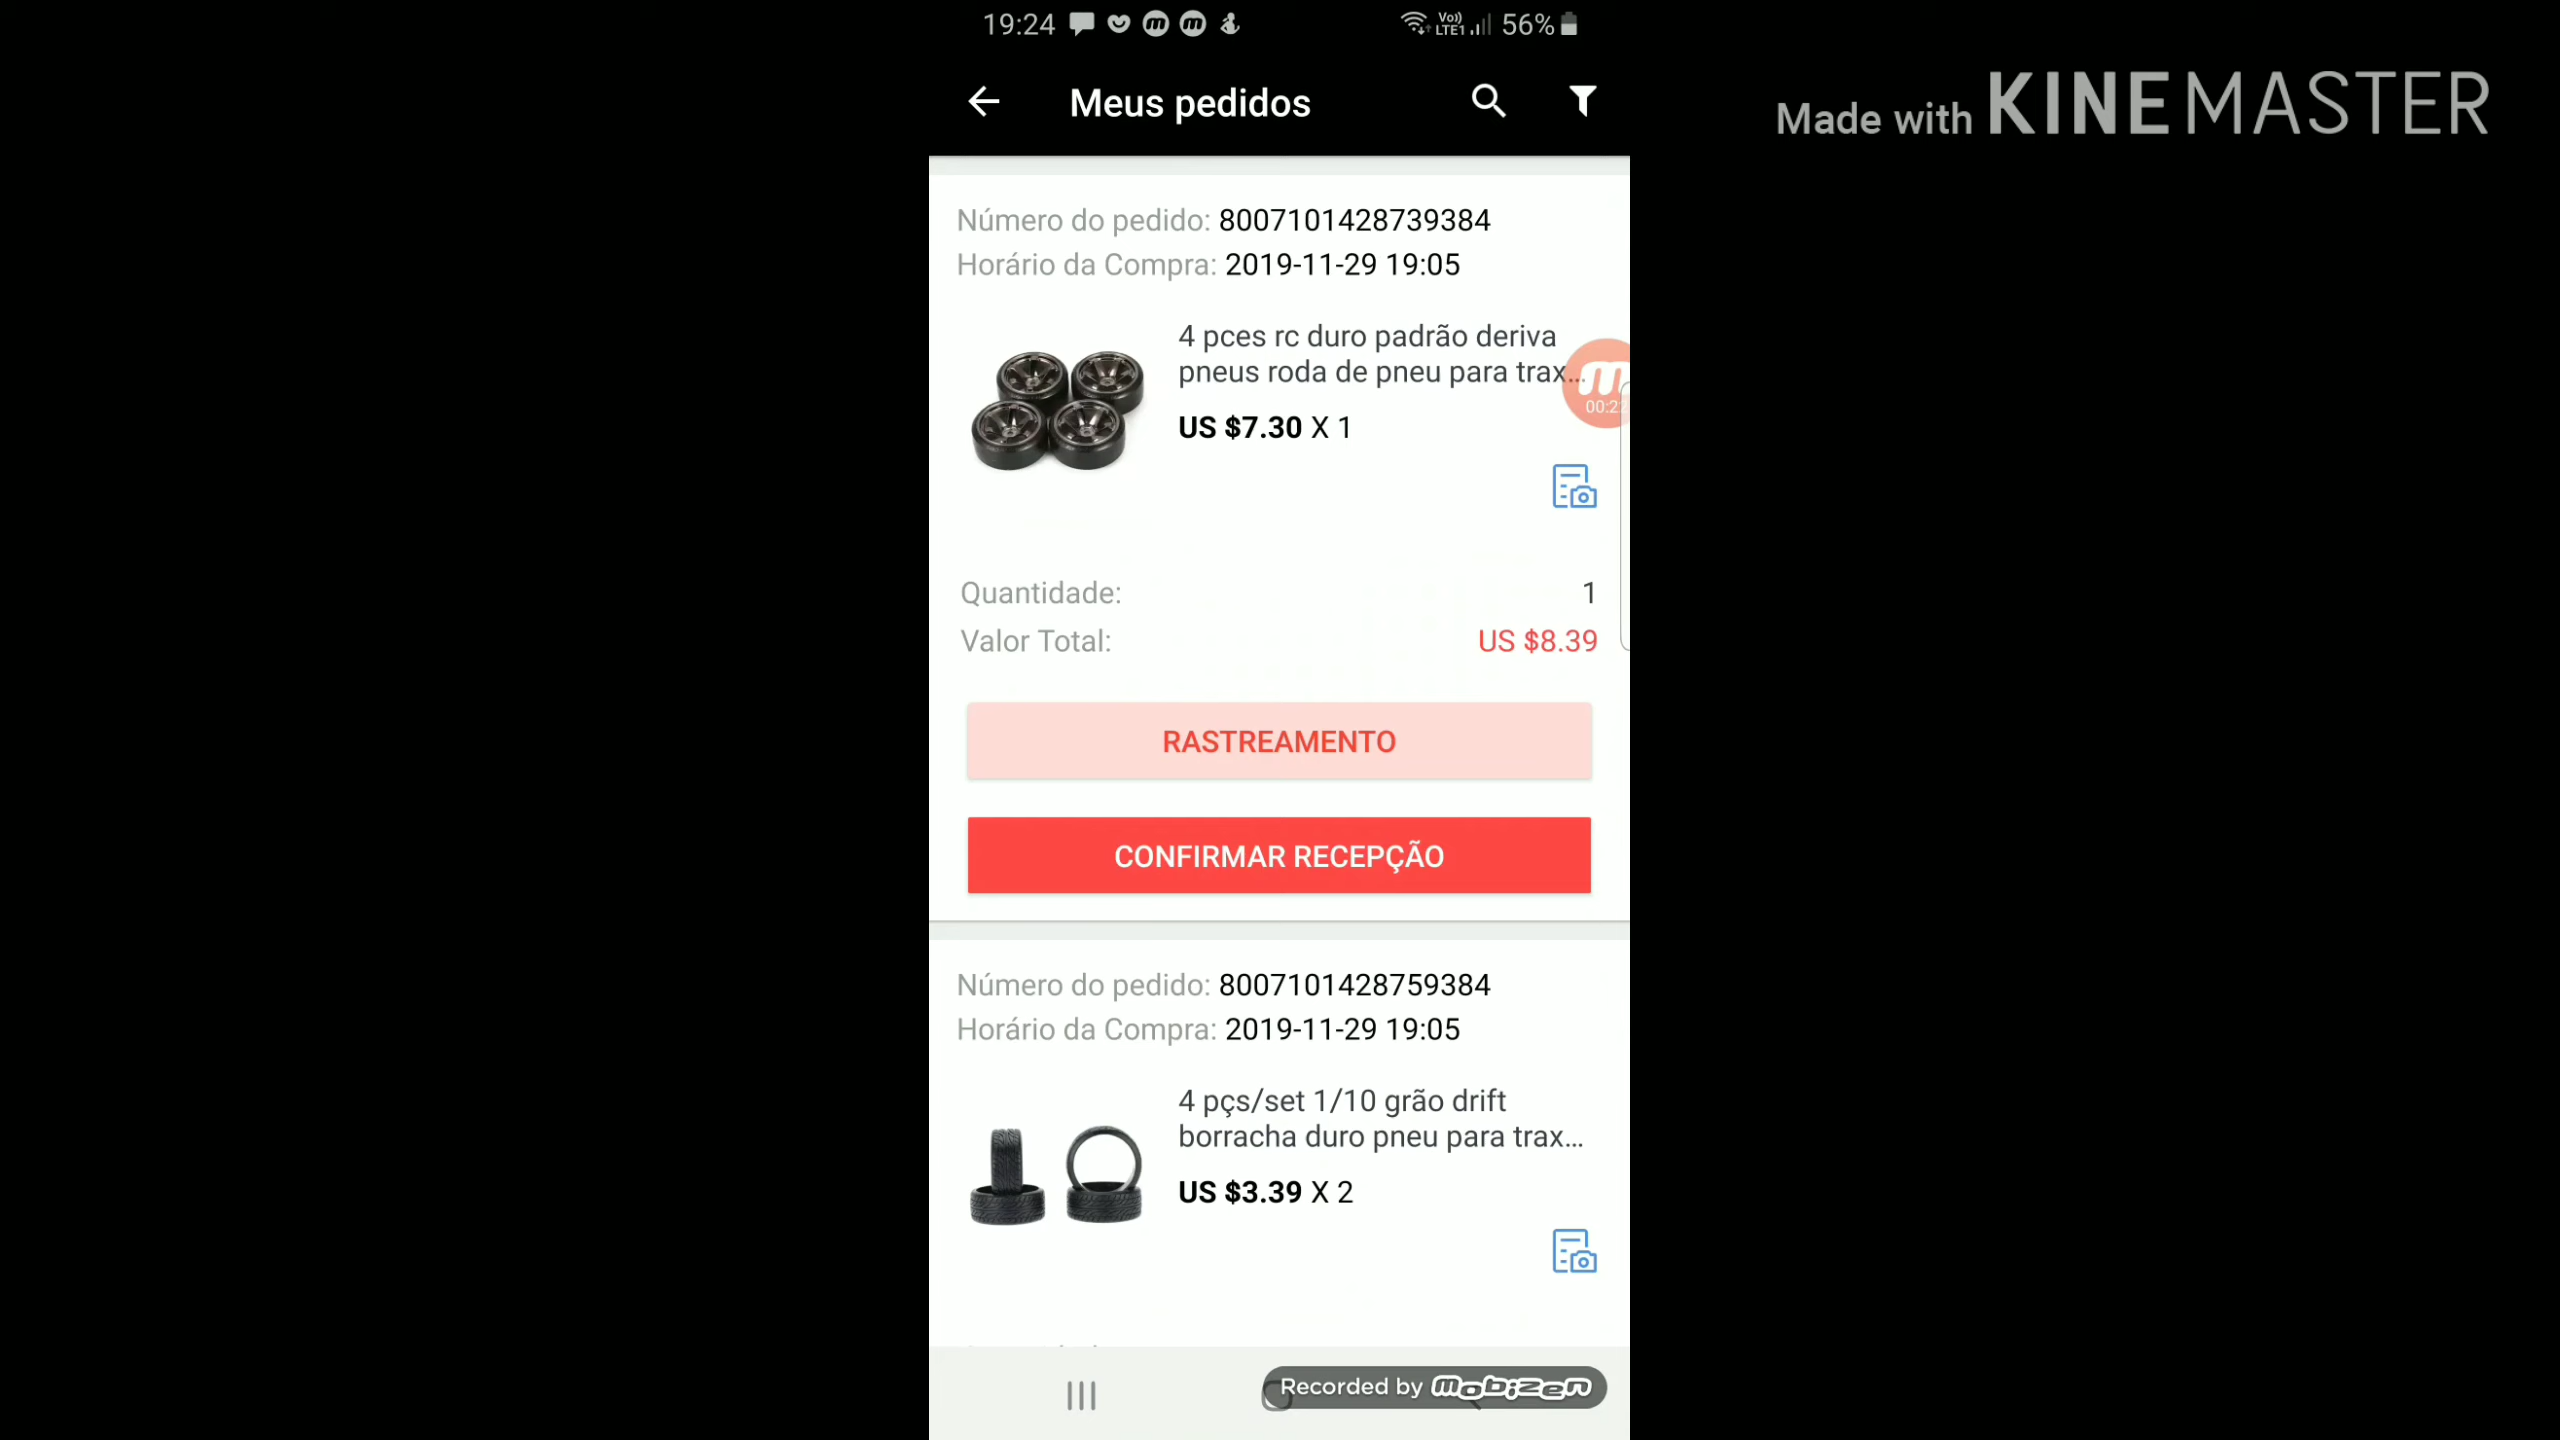 19:24
Vo))
LTE1
56%
Meus pedidos
Made with KINEMASTER
Número do pedido: 8007101428739384
Horário da Compra: 2019-11-29 19:05
4 pces rc duro padrão deriva
pneus roda de pneu para trax...
US $7.30 X 1
Quantidade: 1
Valor Total: US $8.39
RASTREAMENTO
CONFIRMAR RECEPÇÃO
Número do pedido: 8007101428759384
Horário da Compra: 2019-11-29 19:05
4 pçs/set 1/10 grão drift
borracha duro pneu para trax...
US $3.39 X 2
Recorded by mobizen